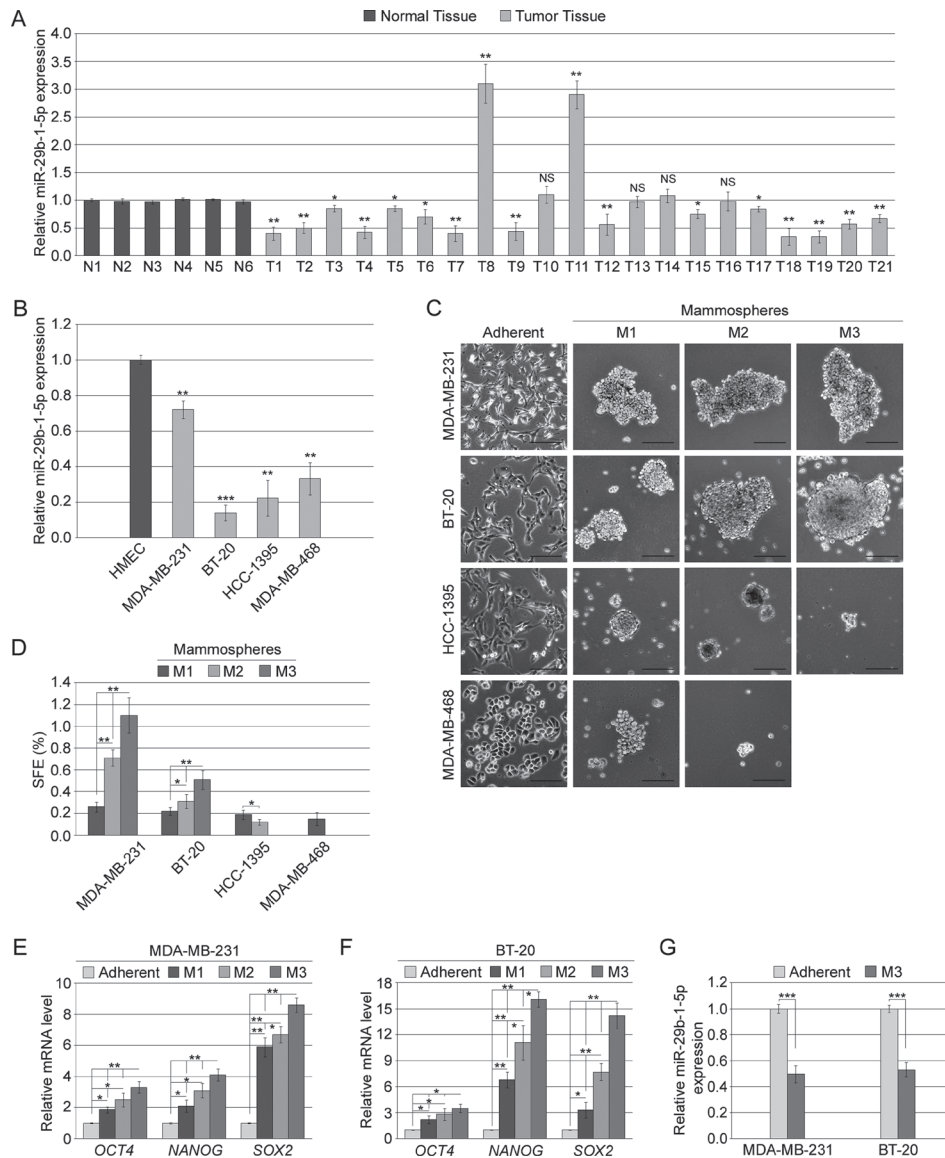 A
Normal Tissue Tumor Tissue
Relative miR-29b-1-5p expression
4.0
3.5
3.0
2.5
2.0
1.5
1.0
0.5
0.0
** ** * ** * * ** ** ** NS ** ** NS NS * NS * ** ** ** **
N1 N2 N3 N4 N5 N6 T1 T2 T3 T4 T5 T6 T7 T8 T9 T10 T11 T12 T13 T14 T15 T16 T17 T18 T19 T20 T21
B
Relative miR-29b-1-5p expression
1.2
1.0
0.8
0.6
0.4
0.2
0.0
** *** ** **
HMEC
MDA-MB-231
BT-20
HCC-1395
MDA-MB-468
C
Mammospheres
Adherent M1 M2 M3
MDA-MB-231
BT-20
HCC-1395
MDA-MB-468
D
Mammospheres
M1 M2 M3
SFE (%)
1.4
1.2
1.0
0.8
0.6
0.4
0.2
0.0
**
**
**
*
*
MDA-MB-231
BT-20
HCC-1395
MDA-MB-468
E
MDA-MB-231
Adherent M1 M2 M3
Relative mRNA level
10
8
6
4
2
0
**
*
*
**
*
*
**
**
** *
OCT4 NANOG SOX2
F
BT-20
Adherent M1 M2 M3
Relative mRNA level
18
15
12
9
6
3
0
* *
*
*
** *
** *
**
**
**
*
OCT4 NANOG SOX2
G
Adherent M3
Relative miR-29b-1-5p
expression
1.2
1.0
0.8
0.6
0.4
0.2
0.0
*** ***
MDA-MB-231 BT-20